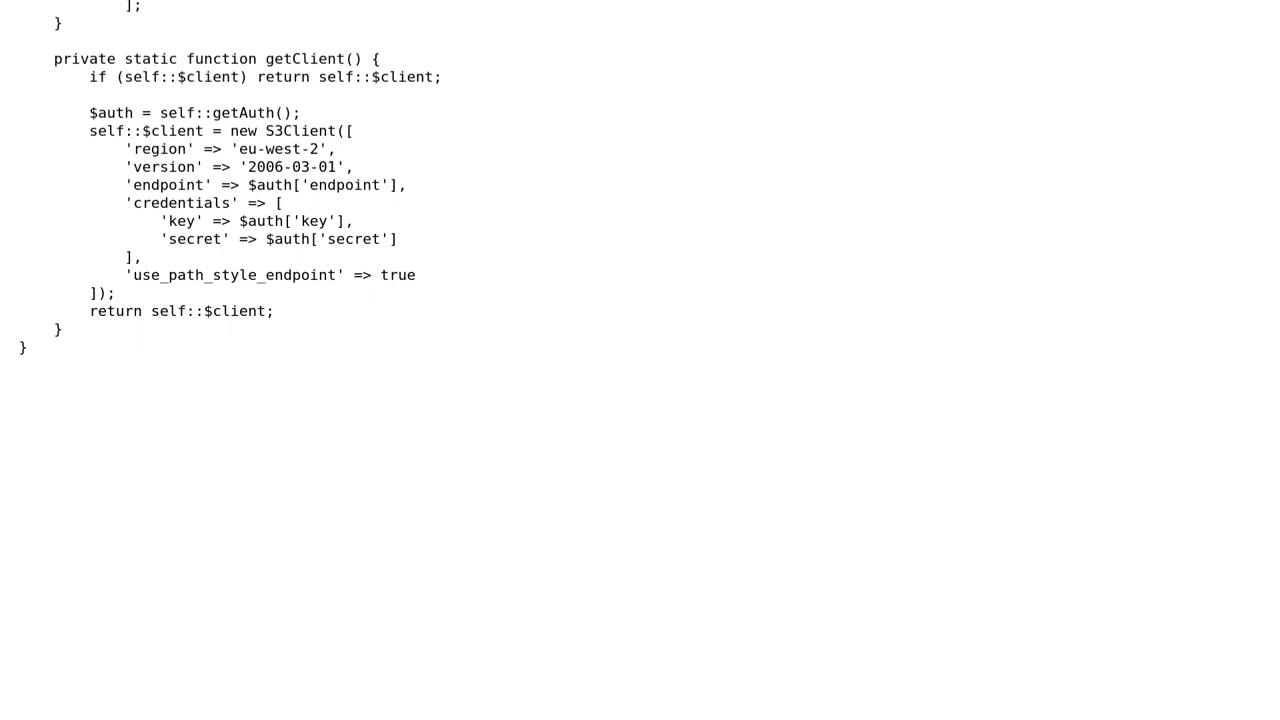 ];
    }

    private static function getClient() {
        if (self::$client) return self::$client;

        $auth = self::getAuth();
        self::$client = new S3Client([
            'region' => 'eu-west-2',
            'version' => '2006-03-01',
            'endpoint' => $auth['endpoint'],
            'credentials' => [
                'key' => $auth['key'],
                'secret' => $auth['secret']
            ],
            'use_path_style_endpoint' => true
        ]);
        return self::$client;
    }
}